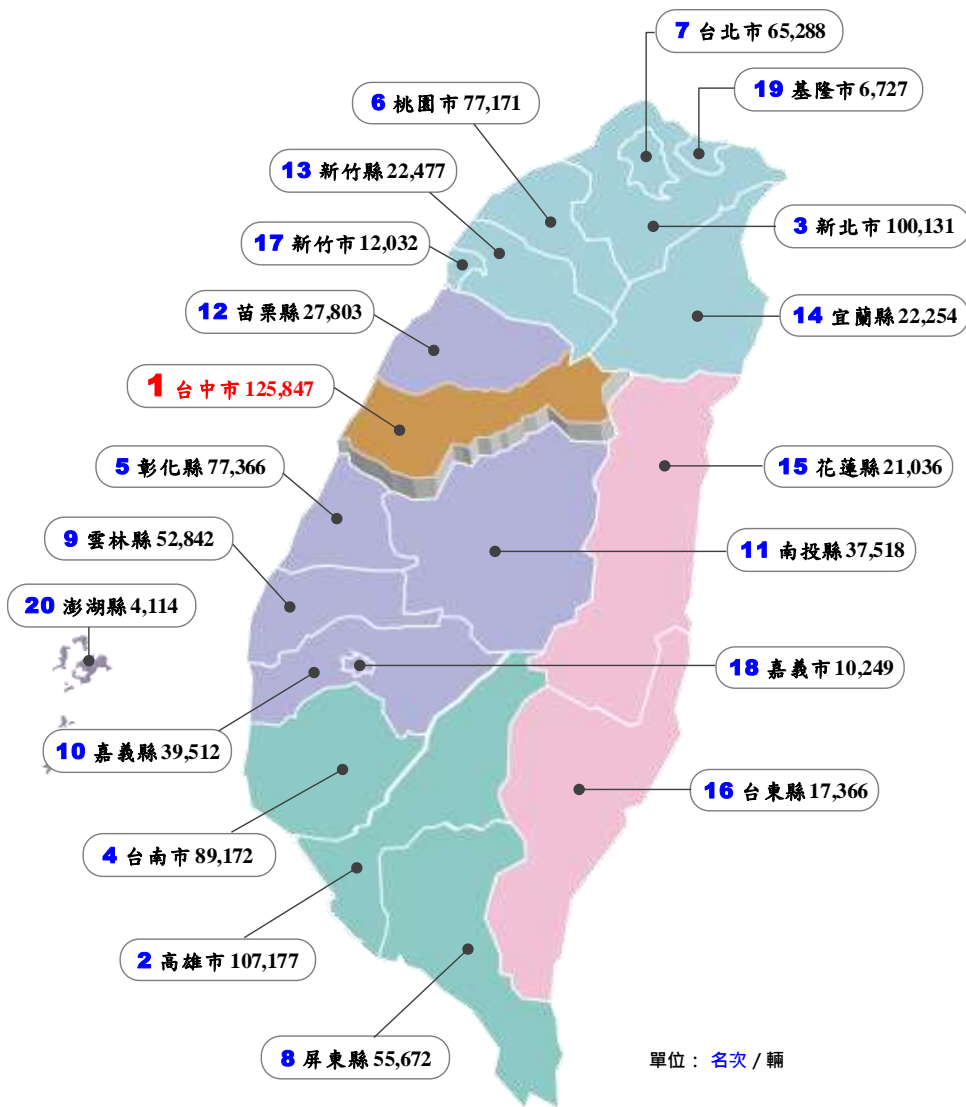 7 台北市 65,288
19 基隆市 6,727
6 桃園市 77,171
13 新竹縣 22,477
3 新北市 100,131
17 新竹市 12,032
12 苗栗縣 27,803
14 宜蘭縣 22,254
1 台中市 125,847
5 彰化縣 77,366
15 花蓮縣 21,036
9 雲林縣 52,842
11 南投縣 37,518
20 澎湖縣 4,114
18 嘉義市 10,249
10 嘉義縣 39,512
16 台東縣 17,366
4 台南市 89,172
2 高雄市 107,177
8 屏東縣 55,672
單位： 名次 / 輛